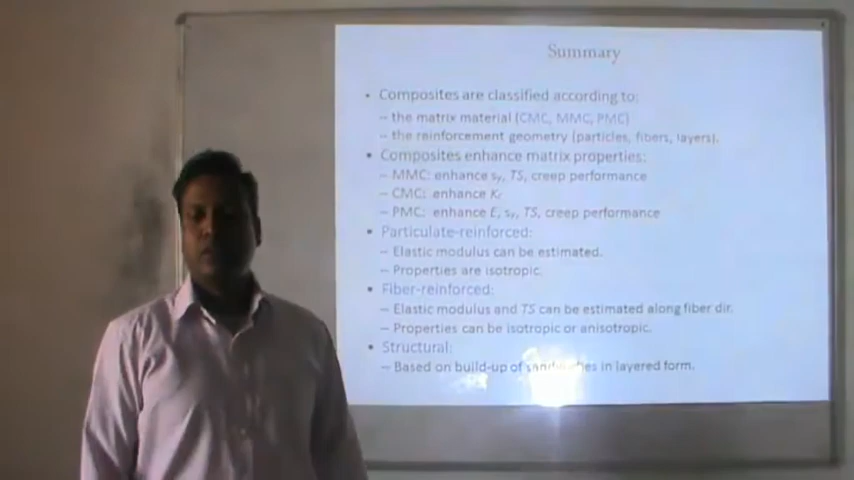 Summary
• Composites are classified according to:
– the matrix material (CMC, MMC, PMC)
– the reinforcement geometry (particles, fibers, layers).
• Composites enhance matrix properties:
– MMC: enhance sy, TS, creep performance
– CMC: enhance Kc
– PMC: enhance E, sy, TS, creep performance
• Particulate-reinforced:
– Elastic modulus can be estimated.
– Properties are isotropic.
• Fiber-reinforced:
– Elastic modulus and TS can be estimated along fiber dir.
– Properties can be isotropic or anisotropic.
• Structural:
– Based on build-up of sandwiches in layered form.